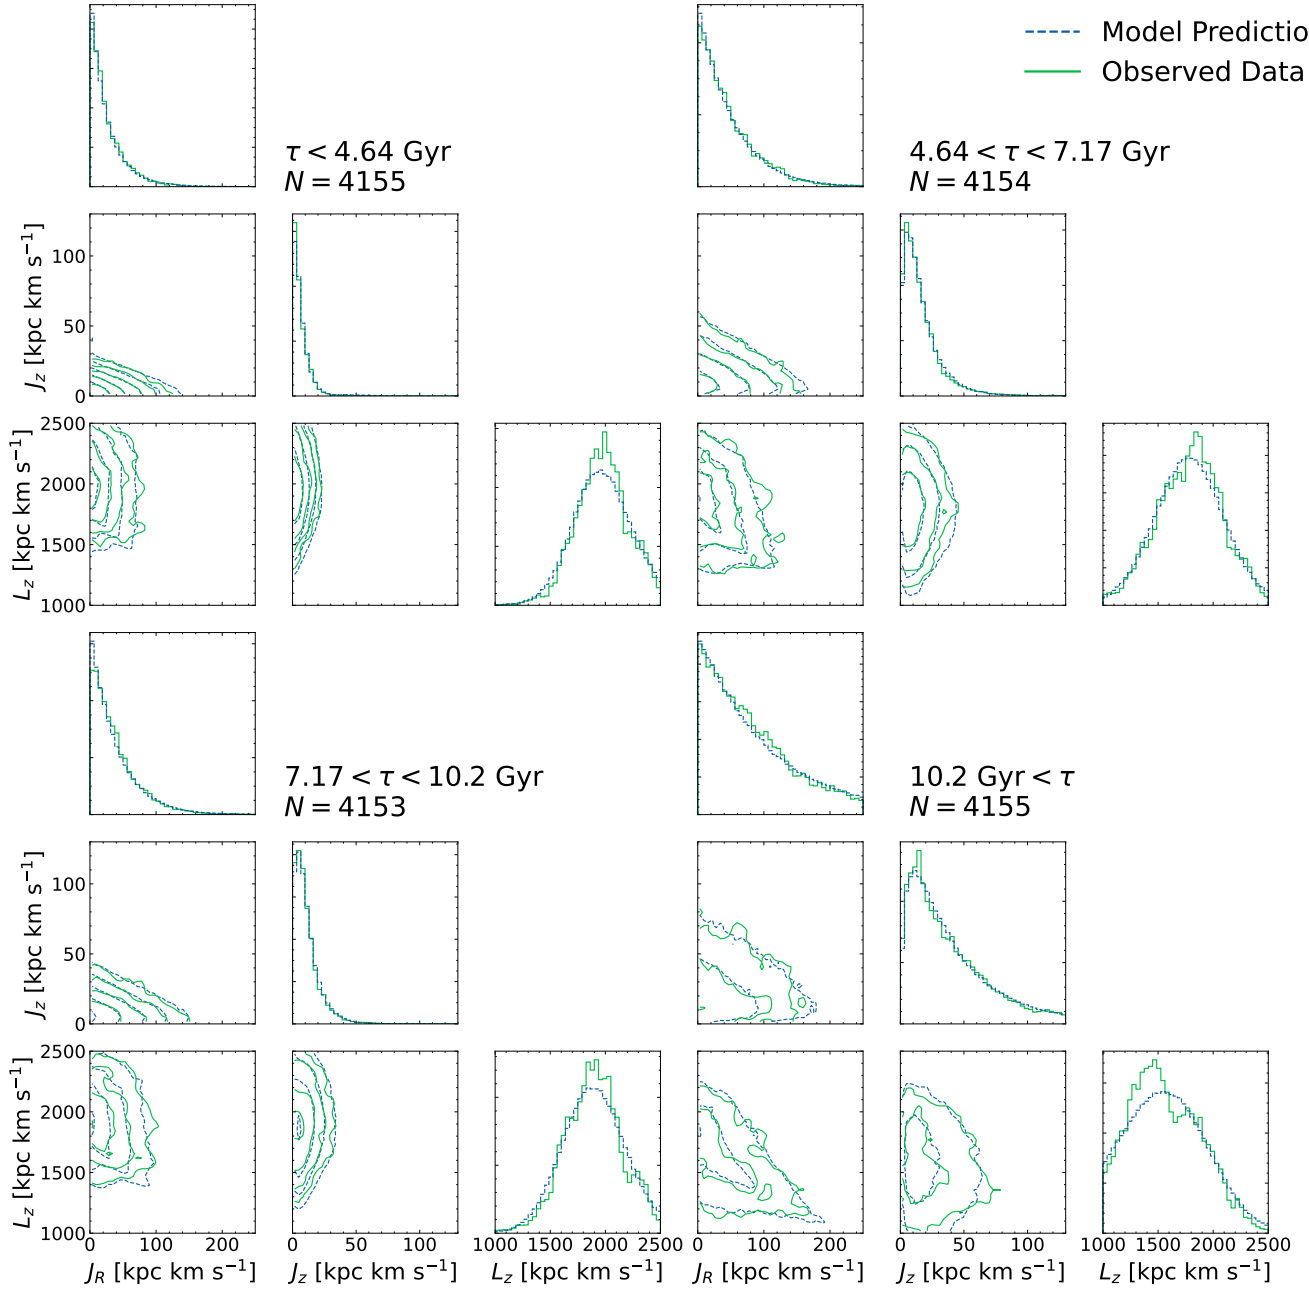 Model Predictio
Observed Data
τ < 4.64 Gyr
N = 4155
4.64 < τ < 7.17 Gyr
N = 4154
100
50
0
J_z [kpc km s⁻¹]
2500
2000
1500
1000
L_z [kpc km s⁻¹]
1000 1500 2000 2500
7.17 < τ < 10.2 Gyr
N = 4153
10.2 Gyr < τ
N = 4155
100
50
0
J_z [kpc km s⁻¹]
2500
2000
1500
1000
L_z [kpc km s⁻¹]
0 100 200 0 50 100 1000 1500 2000 2500 0 100 200 0 50 100 1000 1500 2000 2500
J_R [kpc km s⁻¹] J_z [kpc km s⁻¹] L_z [kpc km s⁻¹] J_R [kpc km s⁻¹] J_z [kpc km s⁻¹] L_z [kpc km s⁻¹]